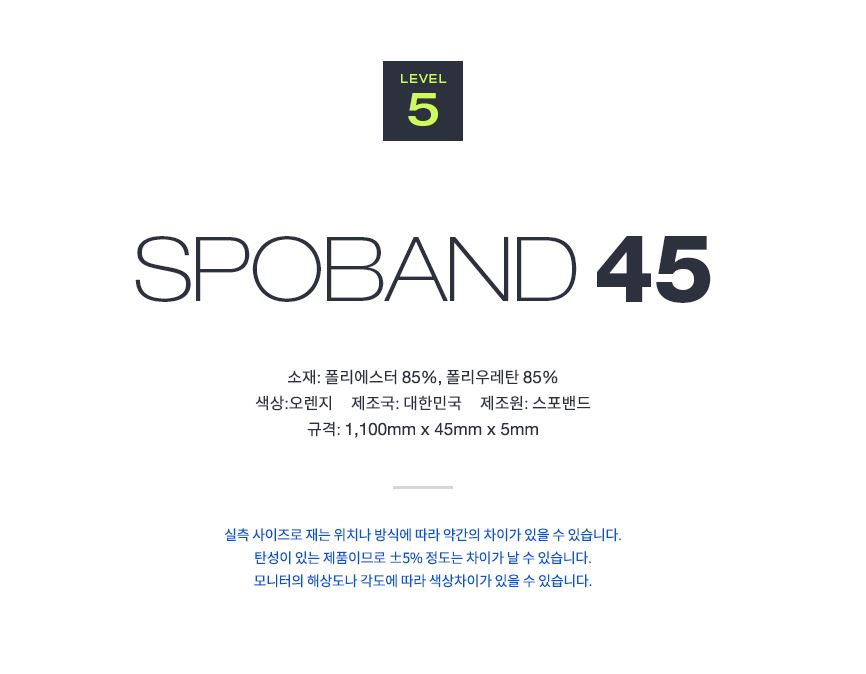 LEVEL
5
SPOBAND 45
소재: 폴리에스터 85%, 폴리우레탄 85%
색상:오렌지 제조국: 대한민국 제조원: 스포밴드
규격: 1,100mm x 45mm x 5mm
실측 사이즈로 재는 위치나 방식에 따라 약간의 차이가 있을 수 있습니다.
탄성이 있는 제품이므로 ±5% 정도는 차이가 날 수 있습니다.
모니터의 해상도나 각도에 따라 색상차이가 있을 수 있습니다.